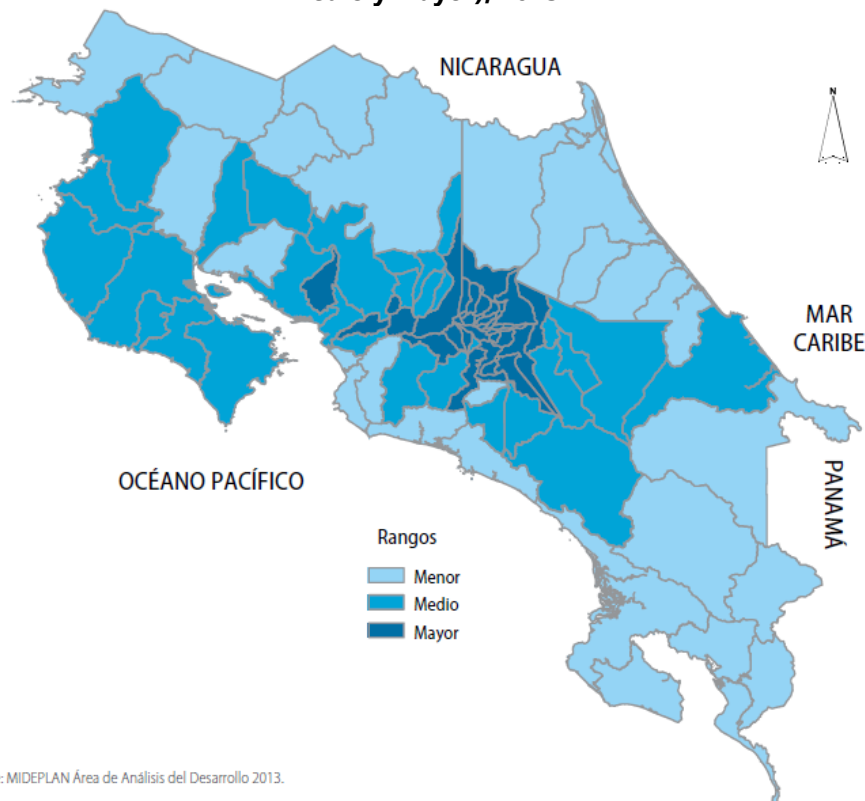 NICARAGUA
N
MAR
CARIBE
OCÉANO PACÍFICO
PANAMÁ
Rangos
Menor
Medio
Mayor
: MIDEPLAN Área de Análisis del Desarrollo 2013.